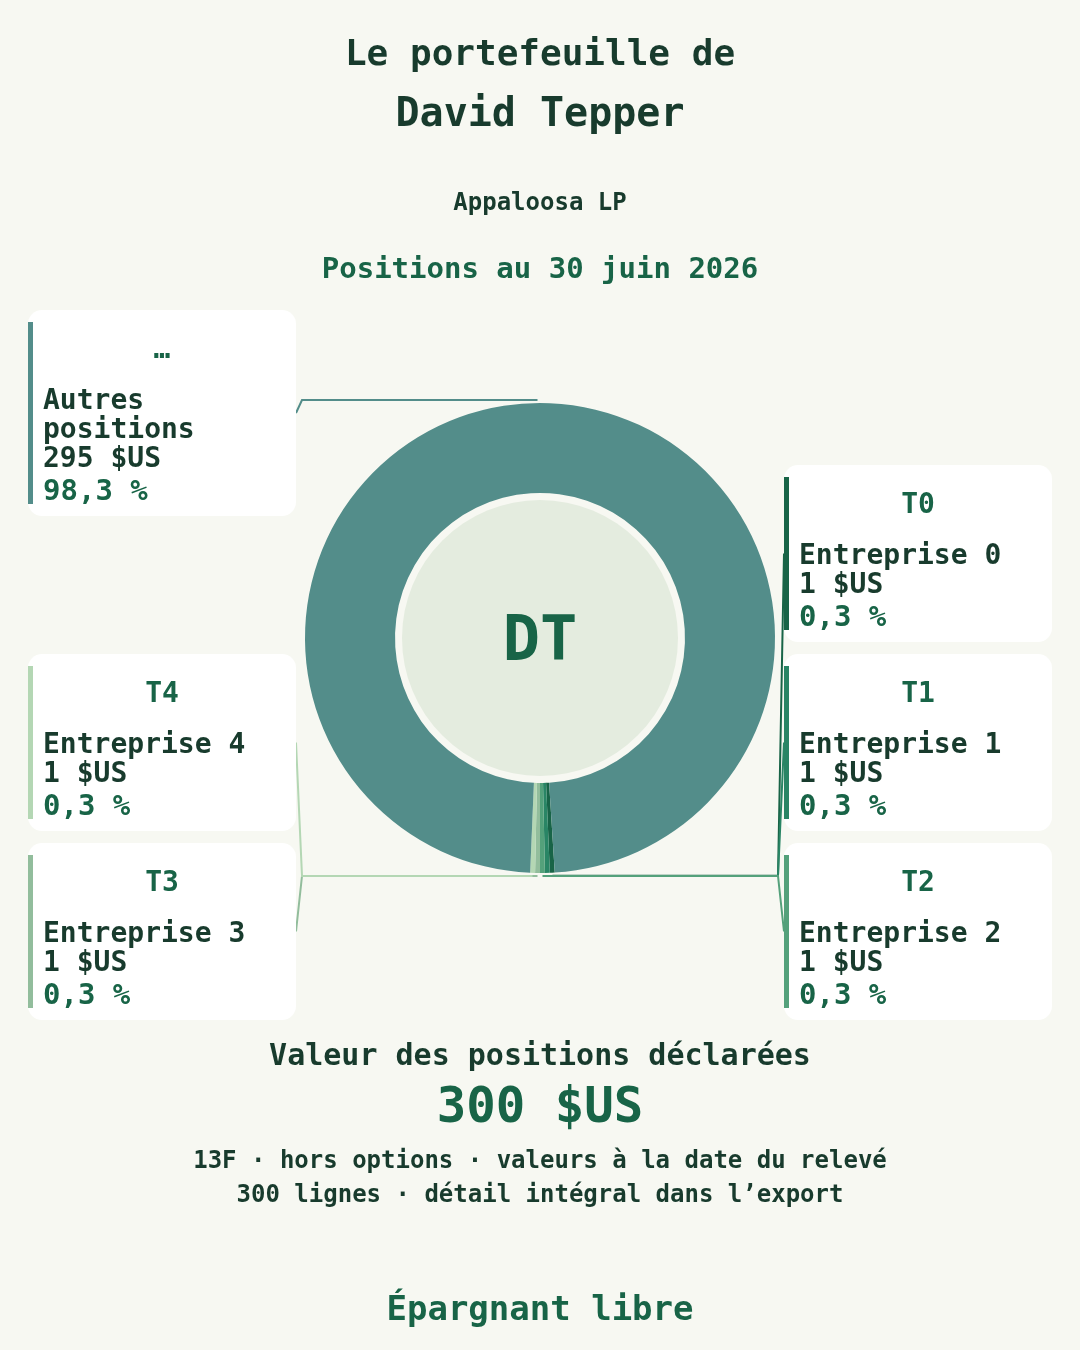 Le portefeuille de
David Tepper
Appaloosa LP
Positions au 30 juin 2026
…
Autres
positions
295 $US
98,3 %
T0
Entreprise 0
1 $US
0,3 %
DT
T4
Entreprise 4
1 $US
0,3 %
T1
Entreprise 1
1 $US
0,3 %
T3
Entreprise 3
1 $US
0,3 %
T2
Entreprise 2
1 $US
0,3 %
Valeur des positions déclarées
300 $US
13F · hors options · valeurs à la date du relevé
300 lignes · détail intégral dans l’export
Épargnant libre